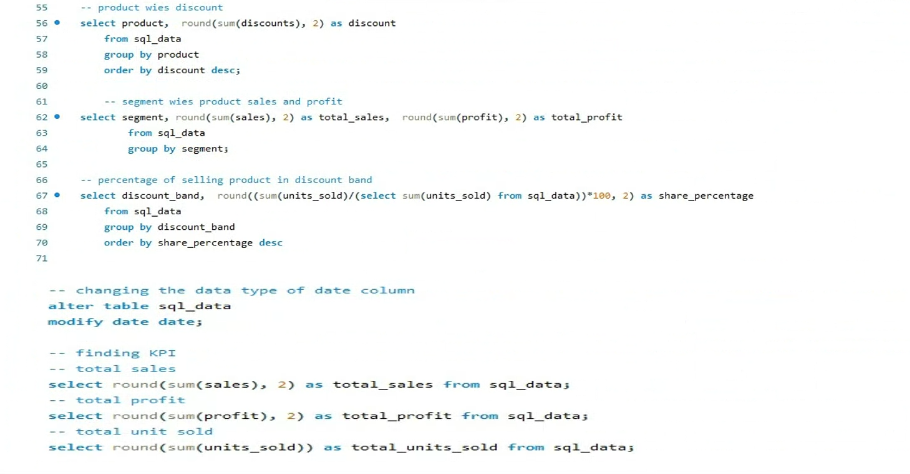 55 -- product wies discount
56 select product, round(sum(discounts), 2) as discount
57 from sql_data
58 group by product
59 order by discount desc;
60
61 -- segment wies product sales and profit
62 select segment, round(sum(sales), 2) as total_sales, round(sum(profit), 2) as total_profit
63 from sql_data
64 group by segment;
65
66 -- percentage of selling product in discount band
67 select discount_band, round((sum(units_sold)/(select sum(units_sold) from sql_data))*100, 2) as share_percentage
68 from sql_data
69 group by discount_band
70 order by share_percentage desc
71
-- changing the data type of date column
alter table sql_data
modify date date;
-- finding KPI
-- total sales
select round(sum(sales), 2) as total_sales from sql_data;
-- total profit
select round(sum(profit), 2) as total_profit from sql_data;
-- total unit sold
select round(sum(units_sold)) as total_units_sold from sql_data;